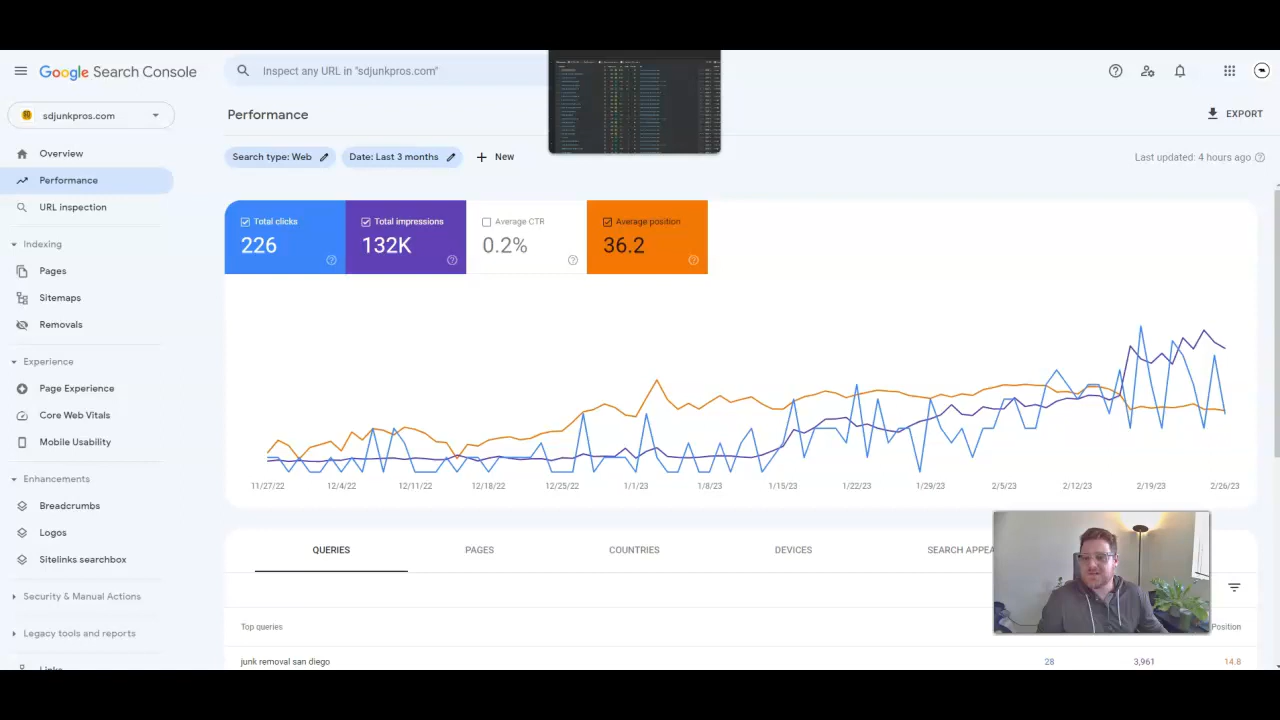 Google Search Console
Inspect any URL
junkpros.com"
sdjunkpros.com
Performance
EXPORT
Search type: Web
Date: Last 3 months
New
Last updated: 4 hours ago
Overview
Performance
URL inspection
Indexing
Pages
Sitemaps
Removals
Experience
Page Experience
Core Web Vitals
Mobile Usability
Enhancements
Breadcrumbs
Logos
Sitelinks searchbox
Security & Manual Actions
Legacy tools and reports
Links
Total clicks
226
Total impressions
132K
Average CTR
0.2%
Average position
36.2
11/27/22 12/4/22 12/11/22 12/18/22 12/25/22 1/1/23 1/8/23 1/15/23 1/22/23 1/29/23 2/5/23 2/12/23 2/19/23 2/26/23
QUERIES PAGES COUNTRIES DEVICES SEARCH APPEA
Top queries Position
junk removal san diego 28 3,961 14.8